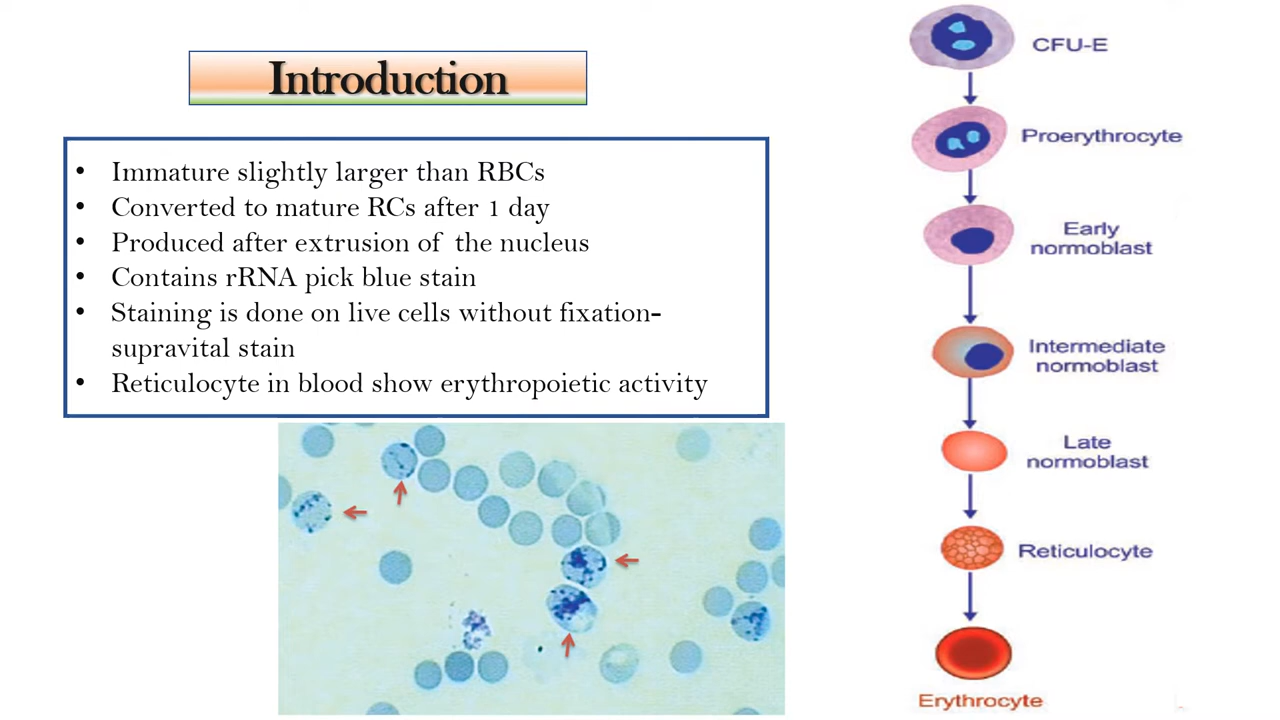 Introduction
• Immature slightly larger than RBCs
• Converted to mature RCs after 1 day
• Produced after extrusion of the nucleus
• Contains rRNA pick blue stain
• Staining is done on live cells without fixation-
supravital stain
• Reticulocyte in blood show erythropoietic activity
CFU-E
Proerythrocyte
Early
normoblast
Intermediate
normoblast
Late
normoblast
Reticulocyte
Erythrocyte